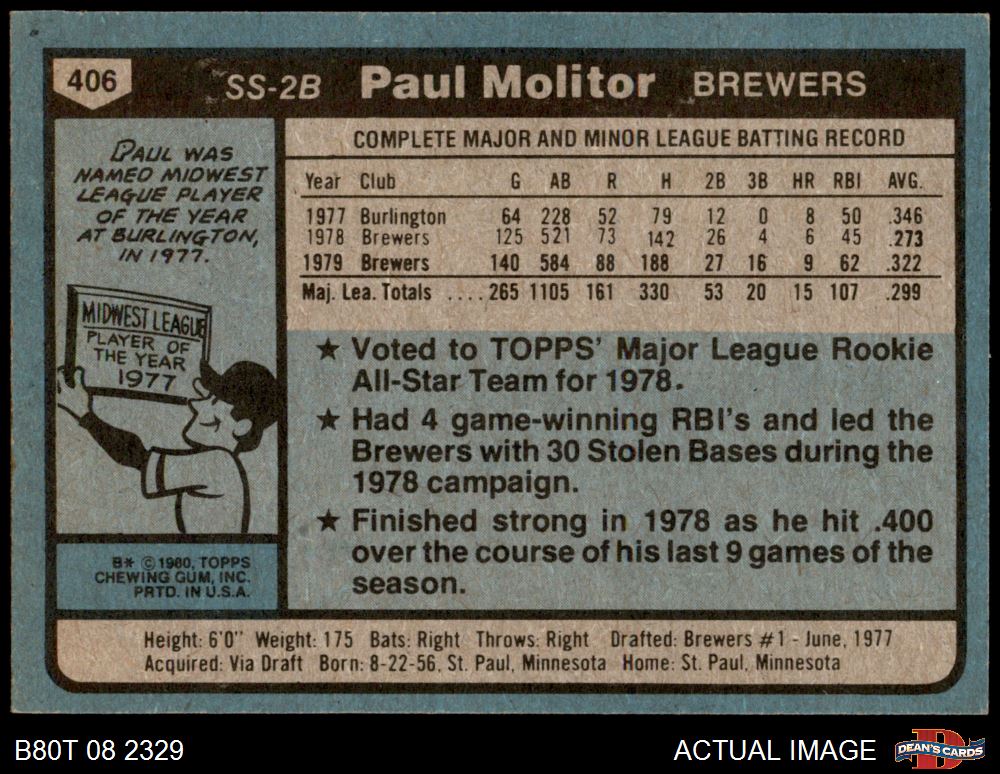 406 SS-2B Paul Molitor BREWERS
PAUL WAS
NAMED MIDWEST
LEAGUE PLAYER
OF THE YEAR
AT BURLINGTON,
IN 1977.
MIDWEST LEAGUE
PLAYER OF
THE YEAR
1977
B* © 1980, TOPPS
CHEWING GUM, INC.
PRTD. IN U.S.A.
COMPLETE MAJOR AND MINOR LEAGUE BATTING RECORD
Year Club G AB R H 2B 3B HR RBI AVG.
1977 Burlington 64 228 52 79 12 0 8 50 .346
1978 Brewers 125 521 73 142 26 4 6 45 .273
1979 Brewers 140 584 88 188 27 16 9 62 .322
Maj. Lea. Totals ....265 1105 161 330 53 20 15 107 .299
★ Voted to TOPPS' Major League Rookie
All-Star Team for 1978.
★ Had 4 game-winning RBI's and led the
Brewers with 30 Stolen Bases during the
1978 campaign.
★ Finished strong in 1978 as he hit .400
over the course of his last 9 games of the
season.
Height: 6'0" Weight: 175 Bats: Right Throws: Right Drafted: Brewers #1 - June, 1977
Acquired: Via Draft Born: 8-22-56, St. Paul, Minnesota Home: St. Paul, Minnesota
B80T 08 2329 ACTUAL IMAGE DEAN'S CARDS